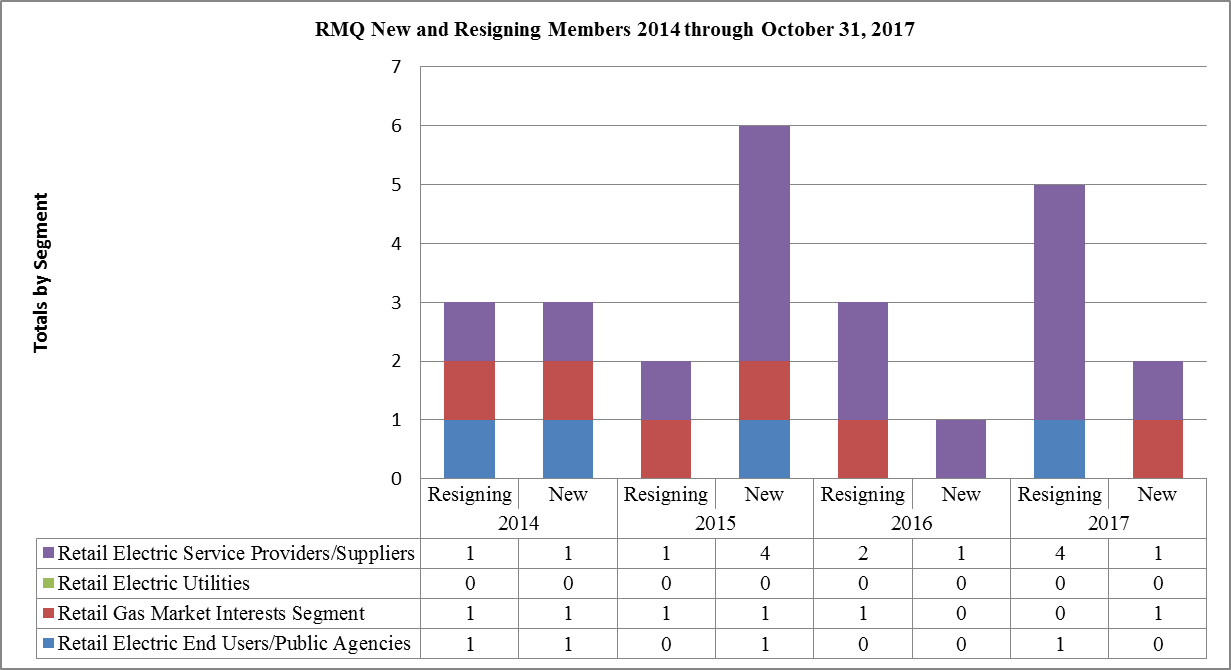 RMQ New and Resigning Members 2014 through October 31, 2017
Totals by Segment
7
6
5
4
3
2
1
0
Resigning New Resigning New Resigning New Resigning New
2014 2015 2016 2017
Retail Electric Service Providers/Suppliers 1 1 1 4 2 1 4 1
Retail Electric Utilities 0 0 0 0 0 0 0 0
Retail Gas Market Interests Segment 1 1 1 1 1 0 0 1
Retail Electric End Users/Public Agencies 1 1 0 1 0 0 1 0